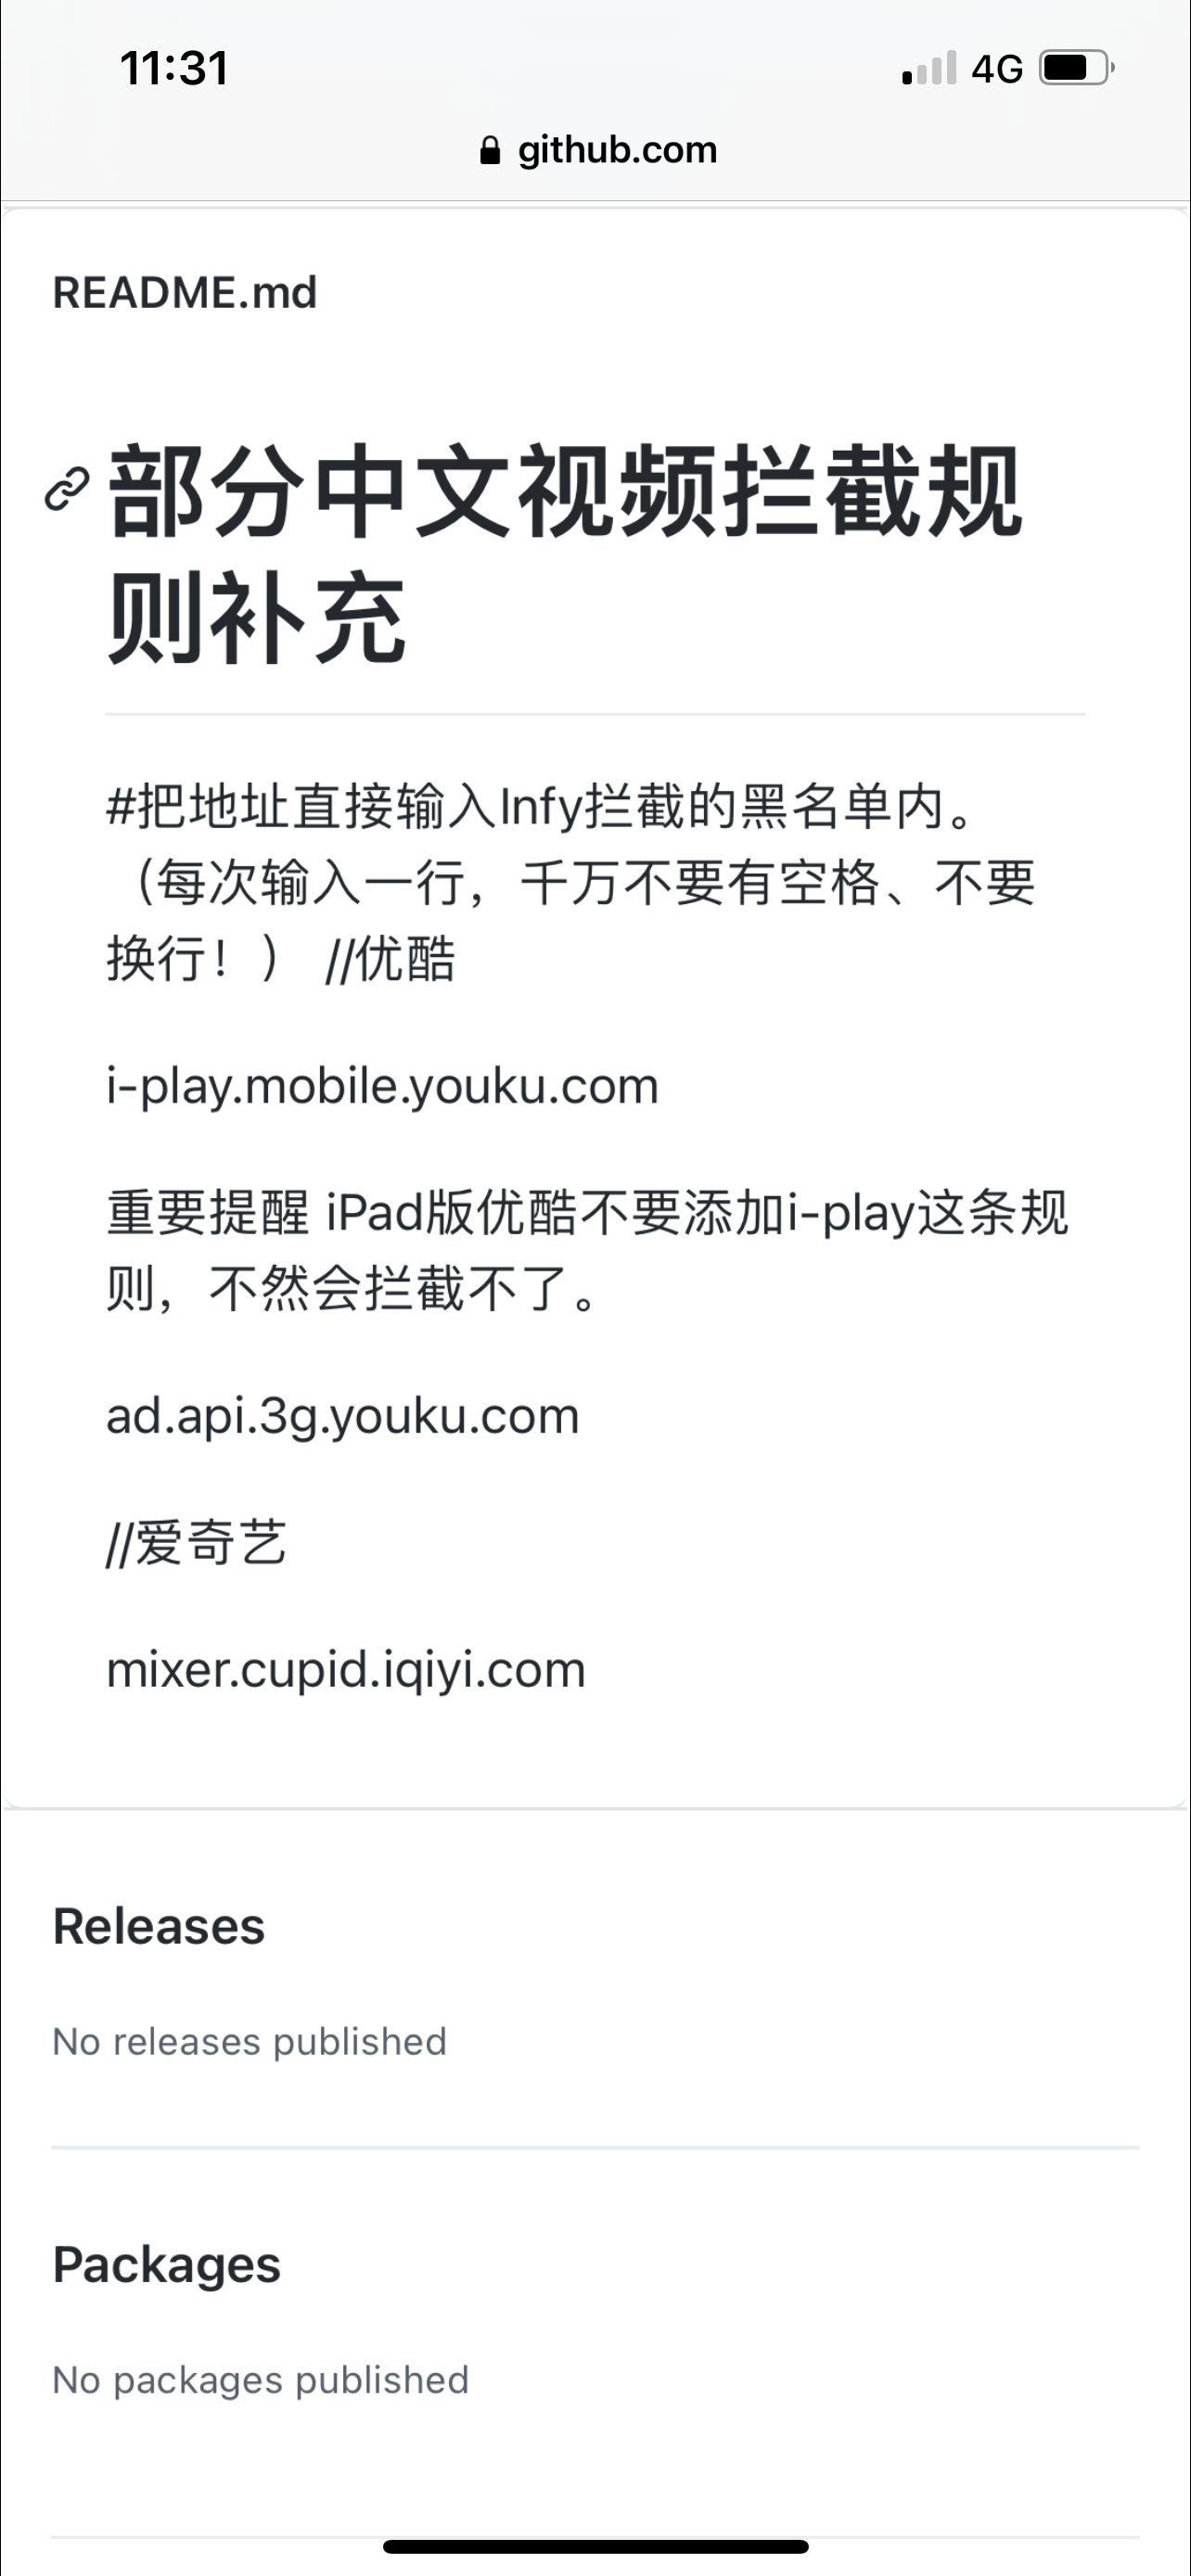 11:31
4G
github.com
README.md
部分中文视频拦截规
则补充
#把地址直接输入Infy拦截的黑名单内。
（每次输入一行，千万不要有空格、不要
换行！） //优酷
i-play.mobile.youku.com
重要提醒 iPad版优酷不要添加i-play这条规
则，不然会拦截不了。
ad.api.3g.youku.com
//爱奇艺
mixer.cupid.iqiyi.com
Releases
No releases published
Packages
No packages published